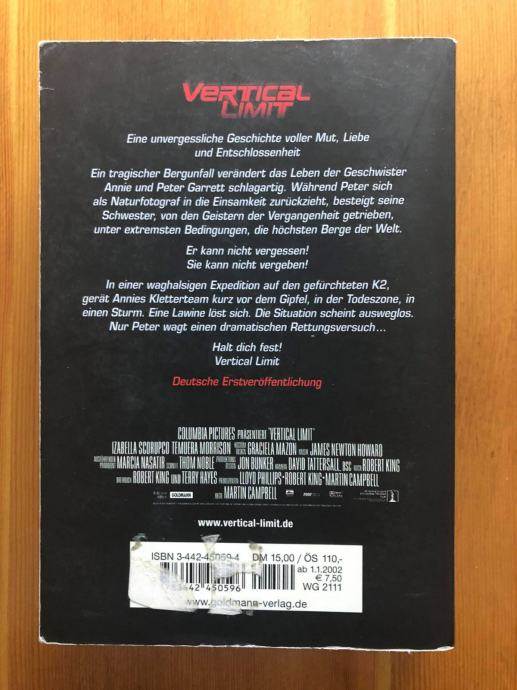 VERTICAL
LIMIT
Eine unvergessliche Geschichte voller Mut, Liebe
und Entschlossenheit
Ein tragischer Bergunfall verändert das Leben der Geschwister
Annie und Peter Garrett schlagartig. Während Peter sich
als Naturfotograf in die Einsamkeit zurückzieht, besteigt seine
Schwester, von den Geistern der Vergangenheit getrieben,
unter extremsten Bedingungen, die höchsten Berge der Welt.
Er kann nicht vergessen!
Sie kann nicht vergeben!
In einer waghalsigen Expedition auf den gefürchteten K2,
gerät Annies Kletterteam kurz vor dem Gipfel, in der Todeszone, in
einen Sturm. Eine Lawine löst sich. Die Situation scheint ausweglos.
Nur Peter wagt einen dramatischen Rettungsversuch...
Halt dich fest!
Vertical Limit
Deutsche Erstveröffentlichung
COLUMBIA PICTURES PRÄSENTIERT "VERTICAL LIMIT"
IZABELLA SCORUPCO TEMUERA MORRISON GRACIELA MAZON JAMES NEWTON HOWARD
MARCIA NASATIR THOM NOBLE JON BUNKER DAVID TATTERSALL, BSC ROBERT KING
ROBERT KING UND TERRY HAYES LLOYD PHILLIPS · ROBERT KING · MARTIN CAMPBELL
MARTIN CAMPBELL
GOLDMANN
www.vertical-limit.de
ISBN 3-442-45059-4 DM 15,00 / ÖS 110,-
ab 1.1.2002
€ 7,50
WG 2111
442 450596
www.goldmann-verlag.de